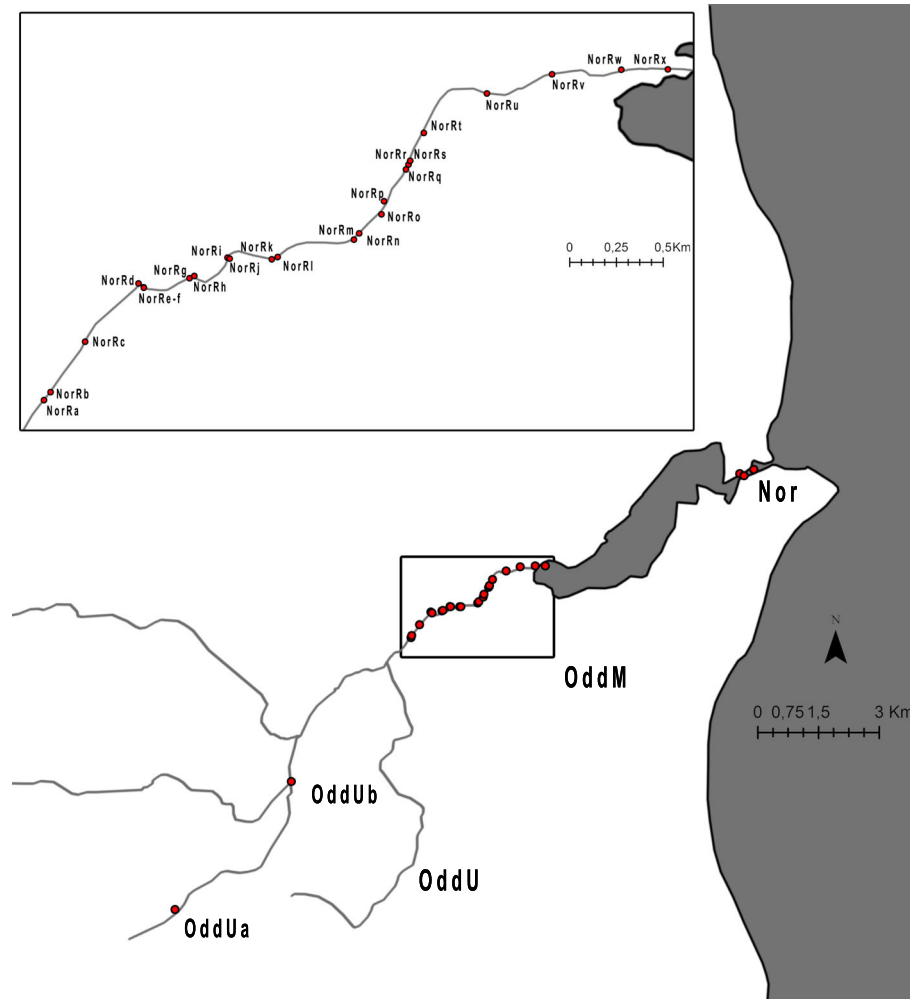 NorRw NorRx
NorRv
NorRu
NorRt
NorRr NorRs
NorRq
NorRp
NorRo
NorRm
NorRn
NorRi NorRk
NorRj NorRl
NorRg
NorRh
NorRd
NorRe-f
NorRc
NorRb
NorRa
0 0,25 0,5Km
Nor
N
OddM
0 0,75 1,5 3 Km
OddUb
OddU
OddUa